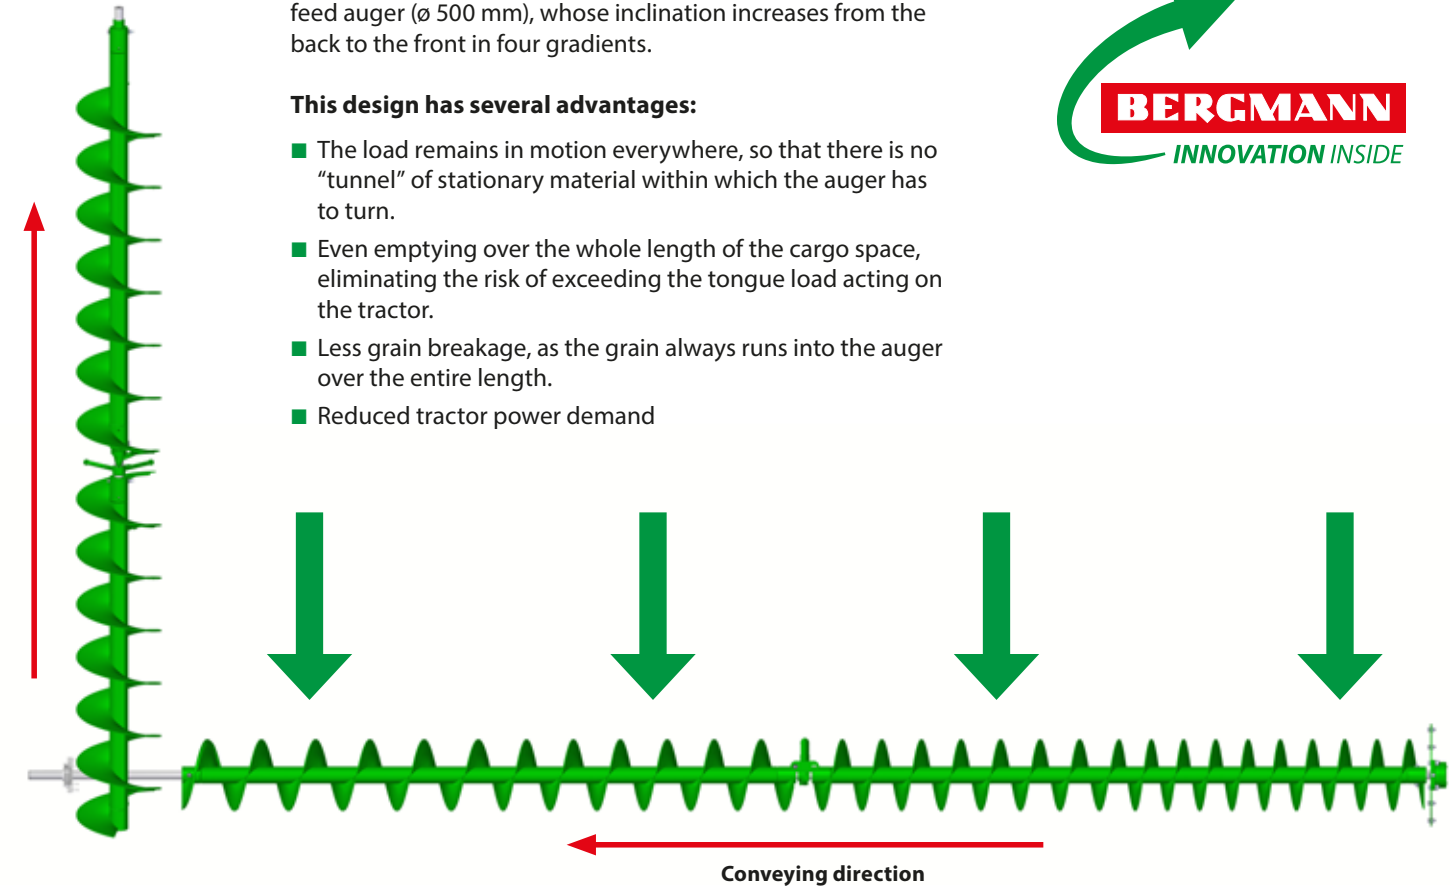 feed auger (ø 500 mm), whose inclination increases from the
back to the front in four gradients.
This design has several advantages:
■ The load remains in motion everywhere, so that there is no
“tunnel” of stationary material within which the auger has
to turn.
■ Even emptying over the whole length of the cargo space,
eliminating the risk of exceeding the tongue load acting on
the tractor.
■ Less grain breakage, as the grain always runs into the auger
over the entire length.
■ Reduced tractor power demand
BERGMANN
INNOVATION INSIDE
Conveying direction